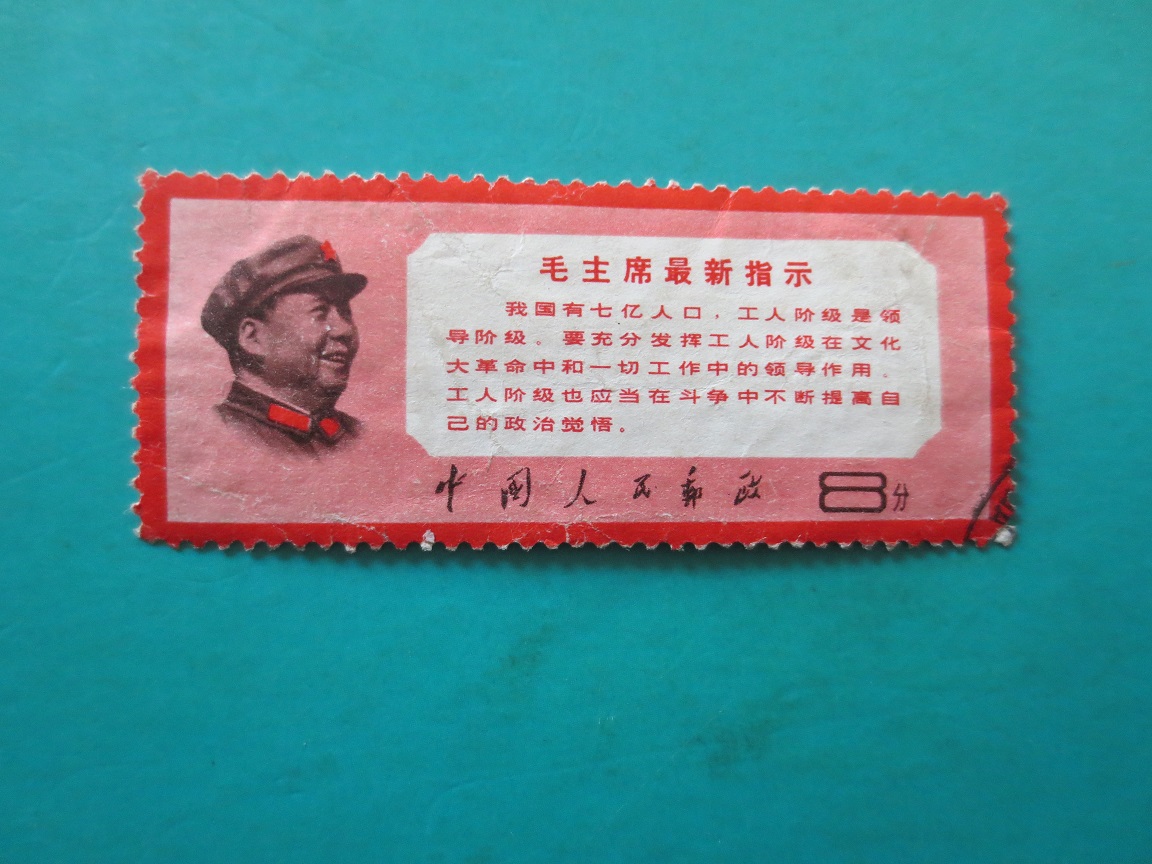 毛主席最新指示
我国有七亿人口，工人阶级是领
导阶级。要充分发挥工人阶级在文化
大革命中和一切工作中的领导作用。
工人阶级也应当在斗争中不断提高自
己的政治觉悟。
中国人民邮政 8分